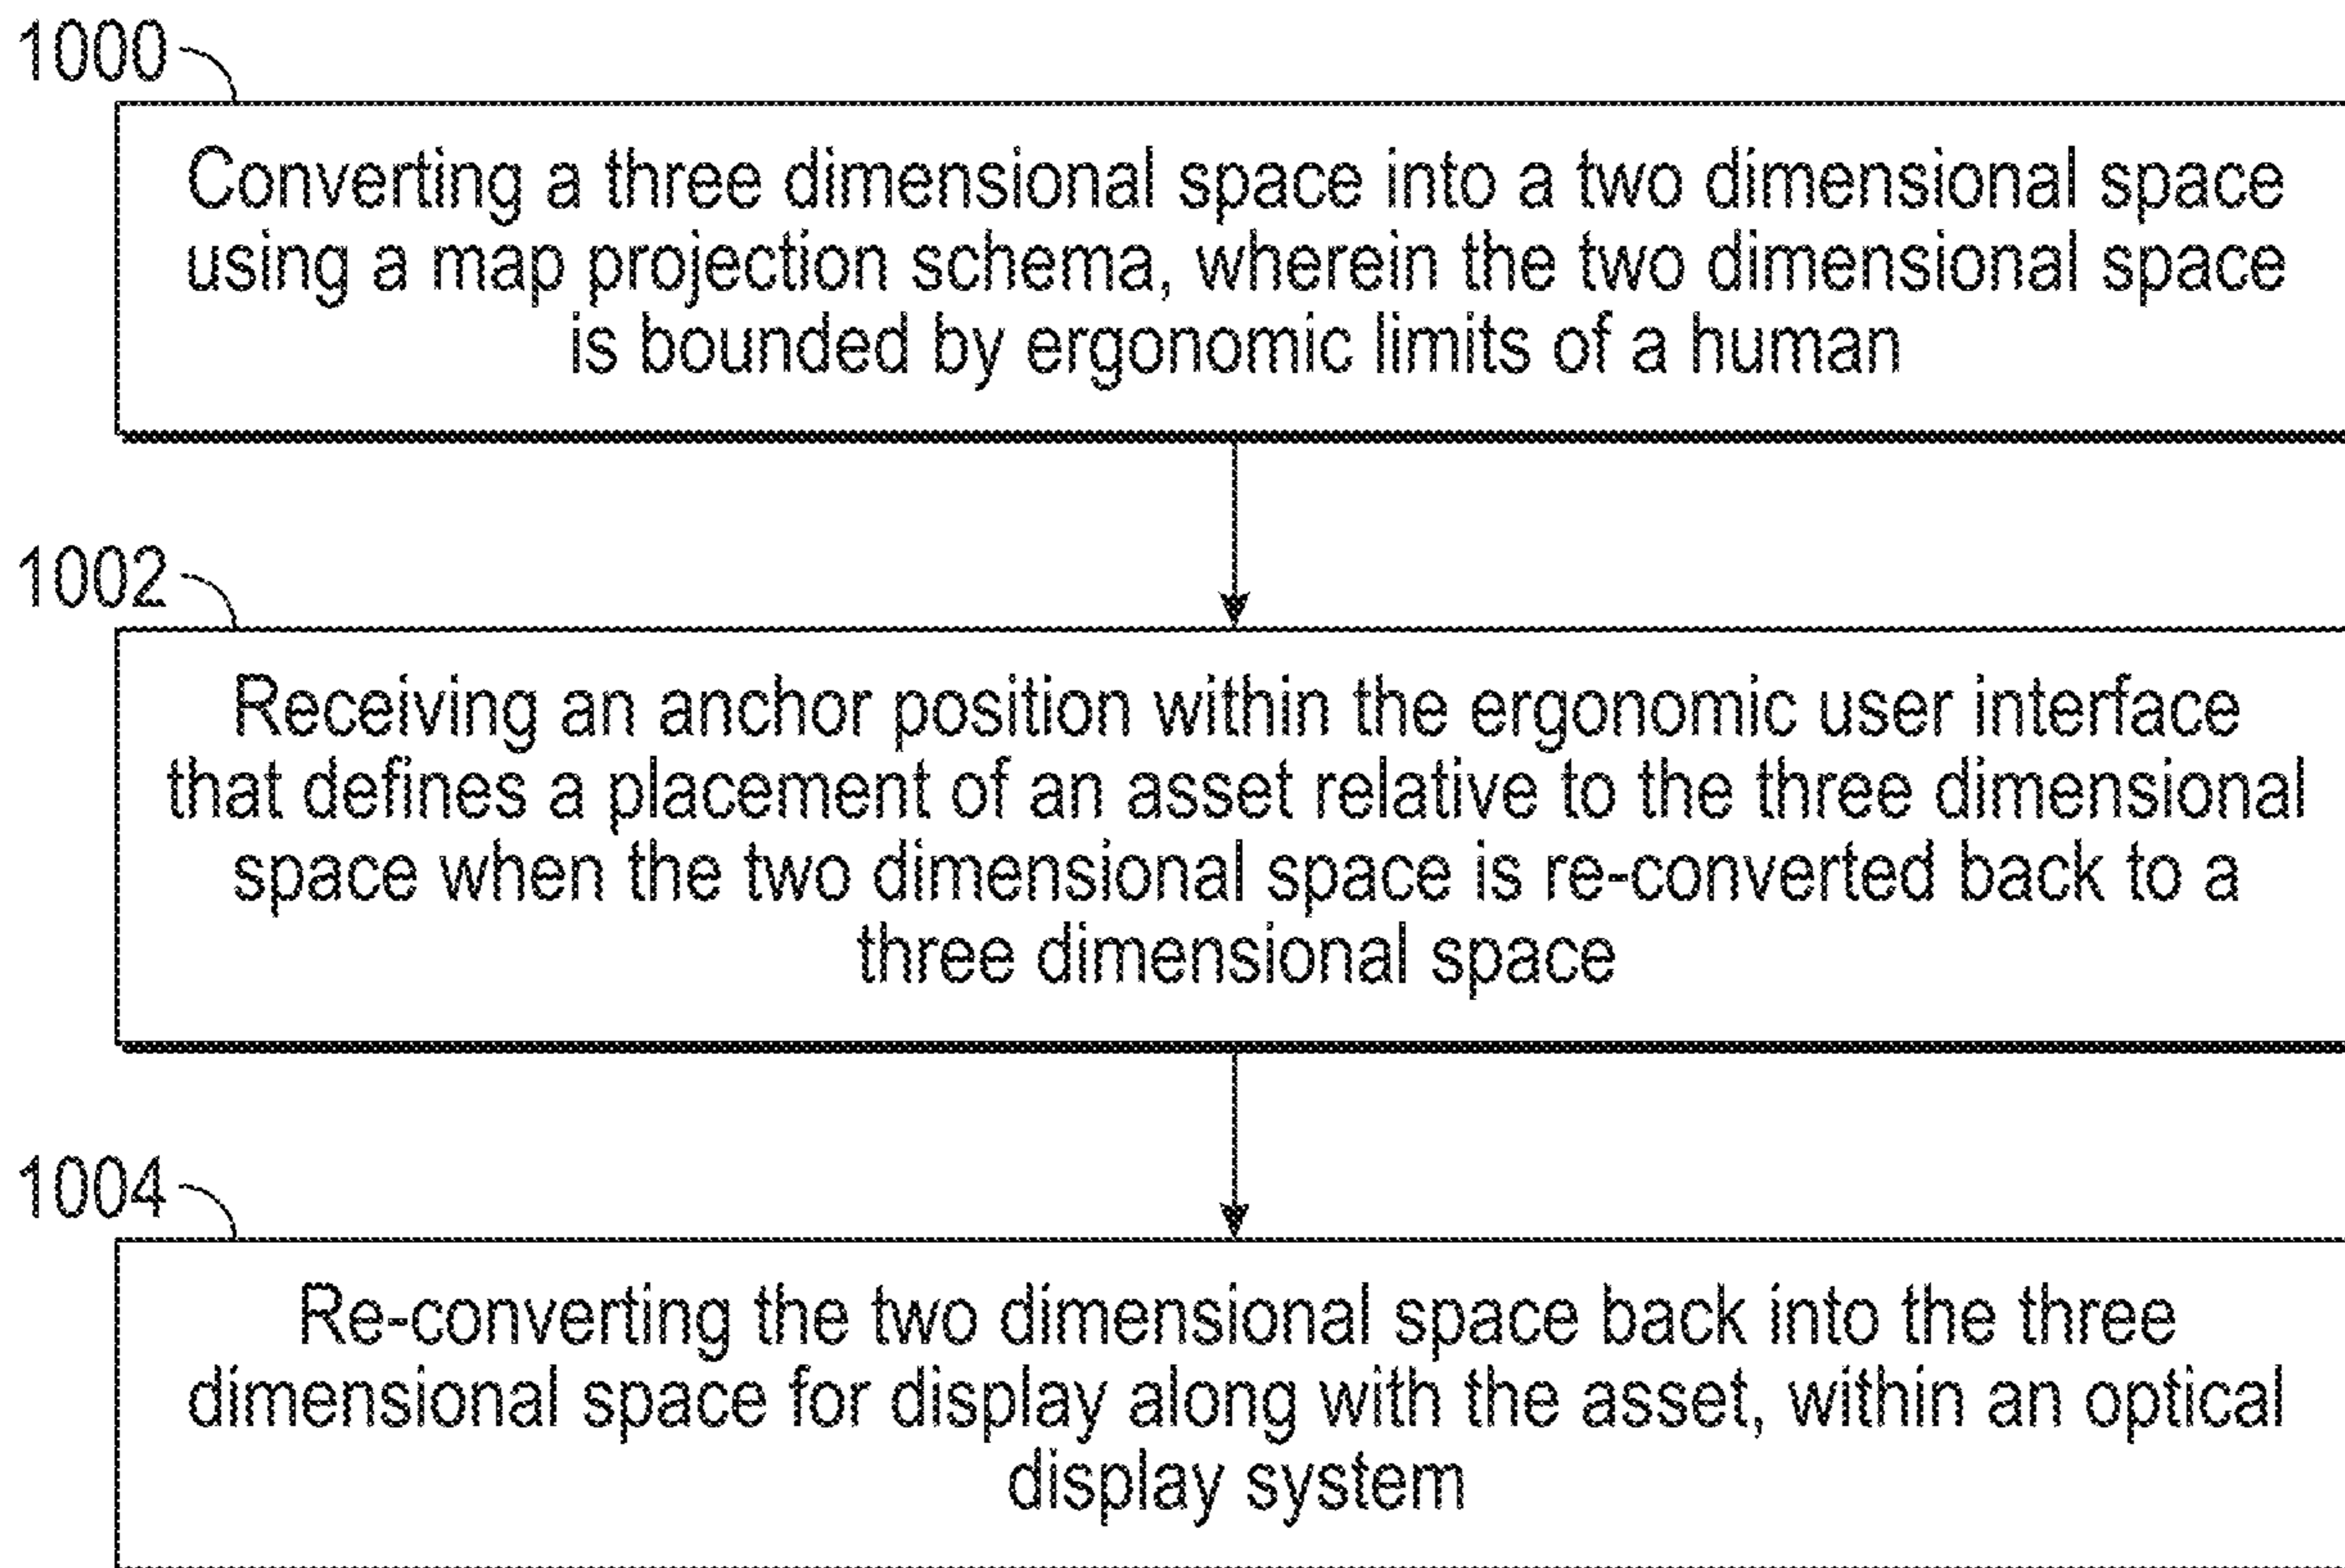 1000
Converting a three dimensional space into a two dimensional space
using a map projection schema, wherein the two dimensional space
is bounded by ergonomic limits of a human
1002
Receiving an anchor position within the ergonomic user interface
that defines a placement of an asset relative to the three dimensional
space when the two dimensional space is re-converted back to a
three dimensional space
1004
Re-converting the two dimensional space back into the three
dimensional space for display along with the asset, within an optical
display system